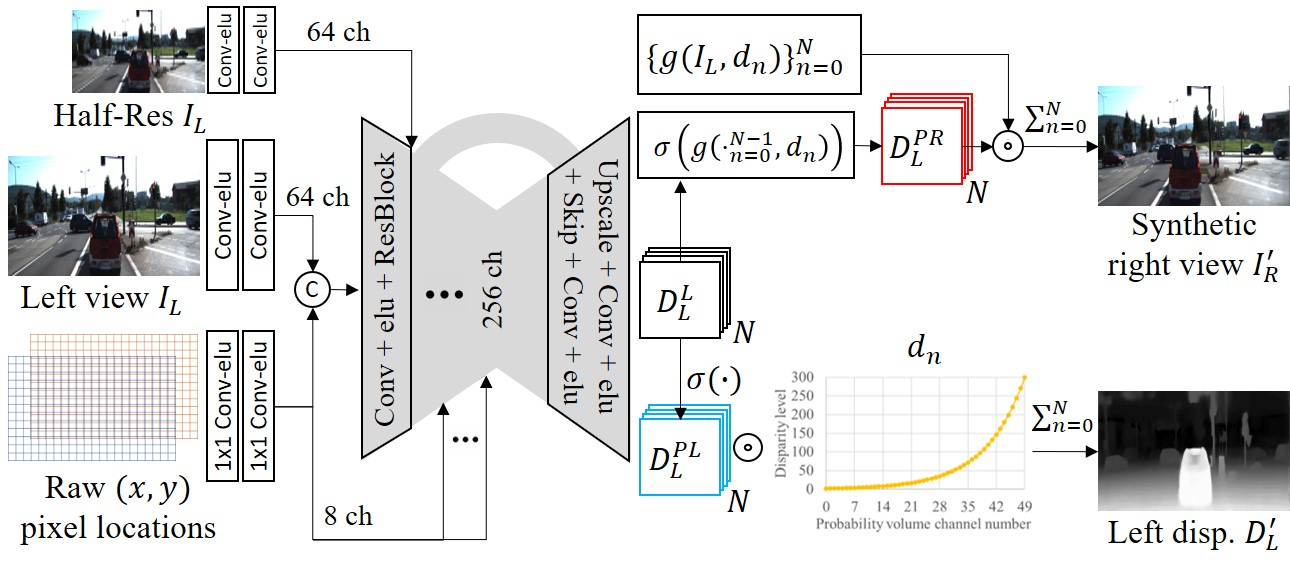 Conv-elu
Conv-elu
64 ch
Half-Res I_L
Conv-elu
Conv-elu
64 ch
Left view I_L
C
1x1 Conv-elu
1x1 Conv-elu
8 ch
Raw (x, y)
pixel locations
Conv + elu + ResBlock
•••
256 ch
•••
Upscale + Conv + elu
+ Skip + Conv + elu
{g(I_L, d_n)}_{n=0}^{N}
σ(g(·_{n=0}^{N-1}, d_n))
D_L^{PR}
N
∑_{n=0}^{N}
Synthetic
right view I'_R
D_L^L
N
σ(·)
D_L^{PL}
N
d_n
Disparity level
300
250
200
150
100
50
0
0 7 14 21 28 35 42 49
Probability volume channel number
∑_{n=0}^{N}
Left disp. D'_L